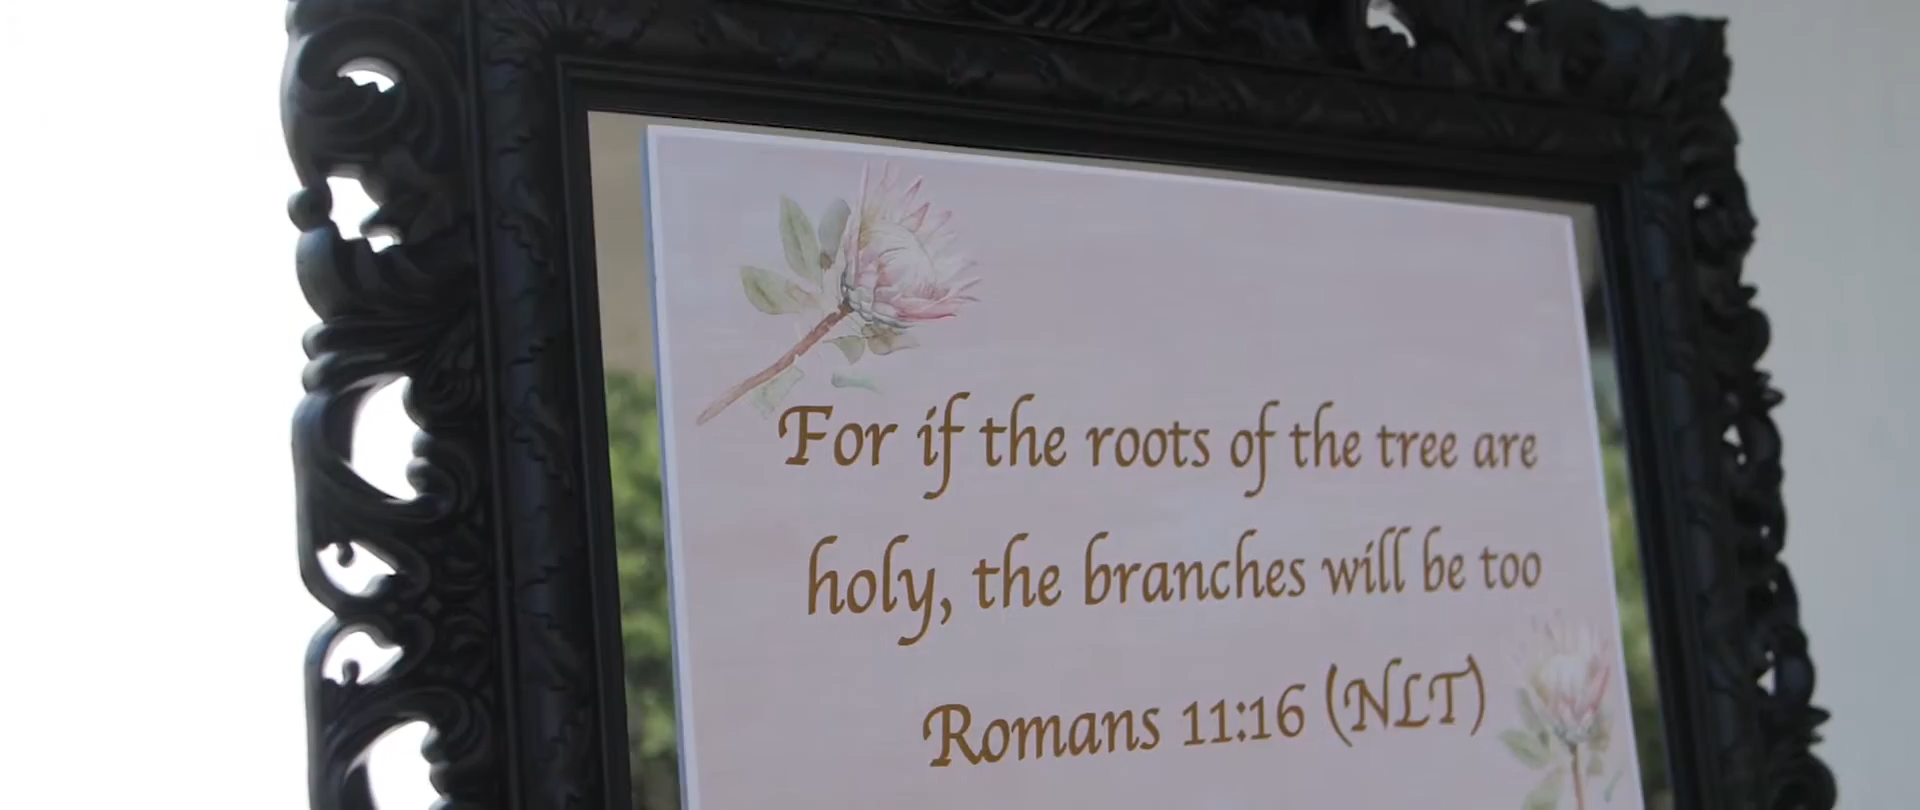 For if the roots of the tree are
holy, the branches will be too
Romans 11:16 (NLT)